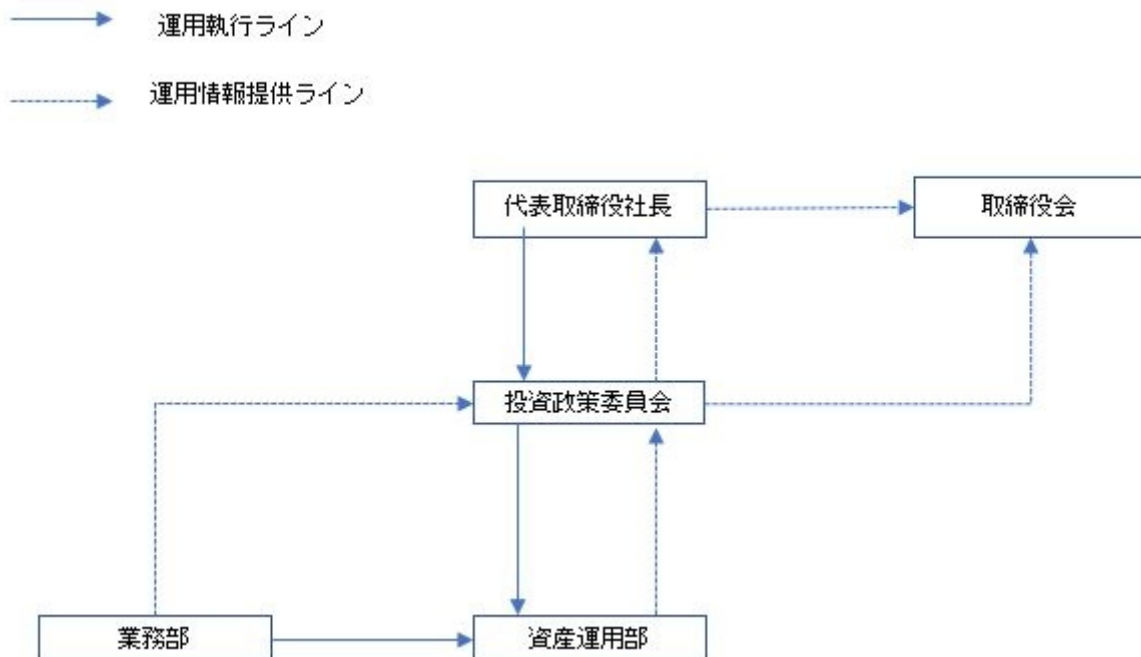 運用執行ライン
運用情報提供ライン
代表取締役社長
取締役会
投資政策委員会
業務部
資産運用部